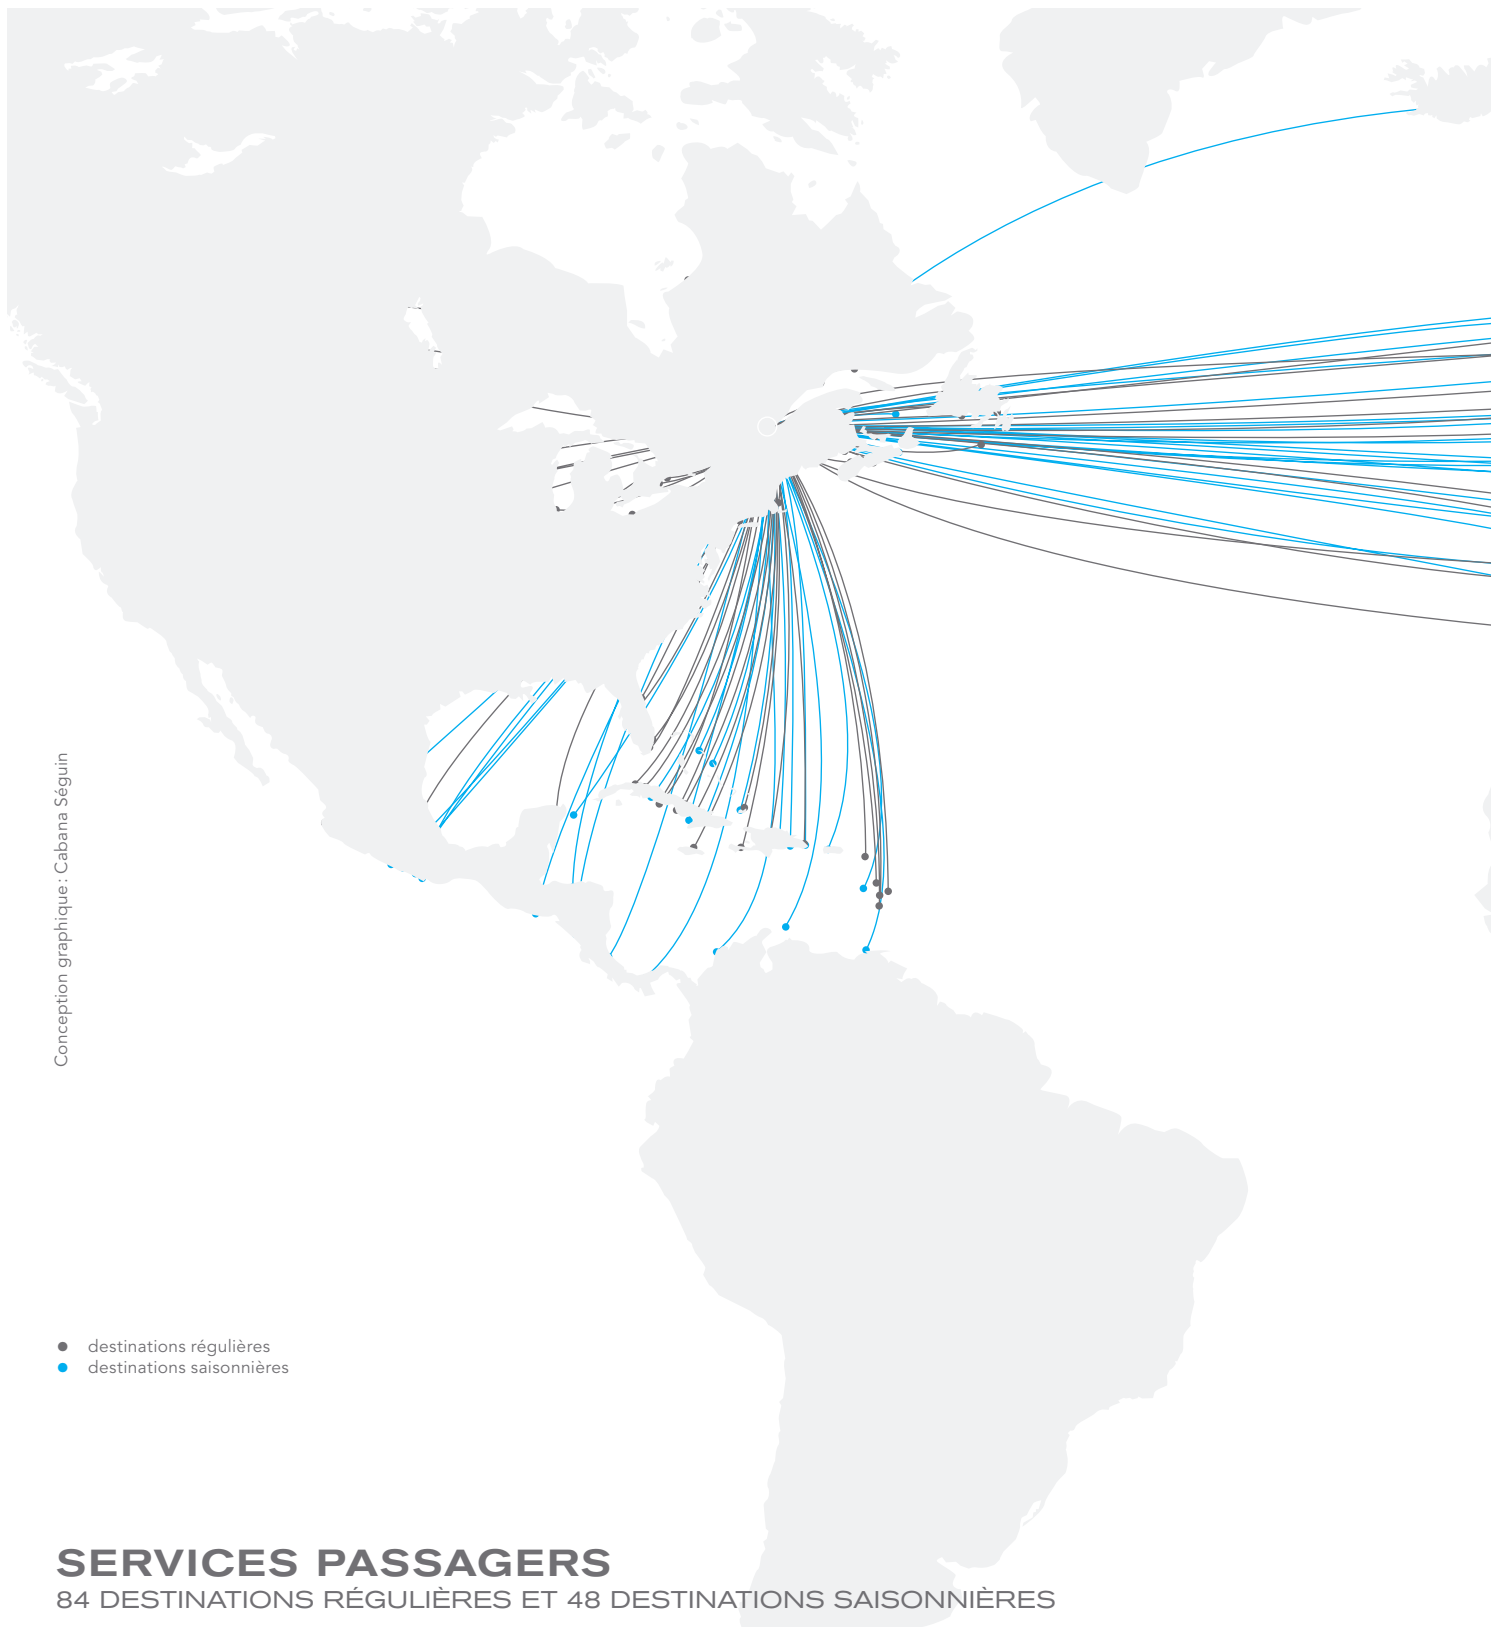 Conception graphique : Cabana Séguin
destinations régulières
destinations saisonnières
SERVICES PASSAGERS
84 DESTINATIONS RÉGULIÈRES ET 48 DESTINATIONS SAISONNIÈRES